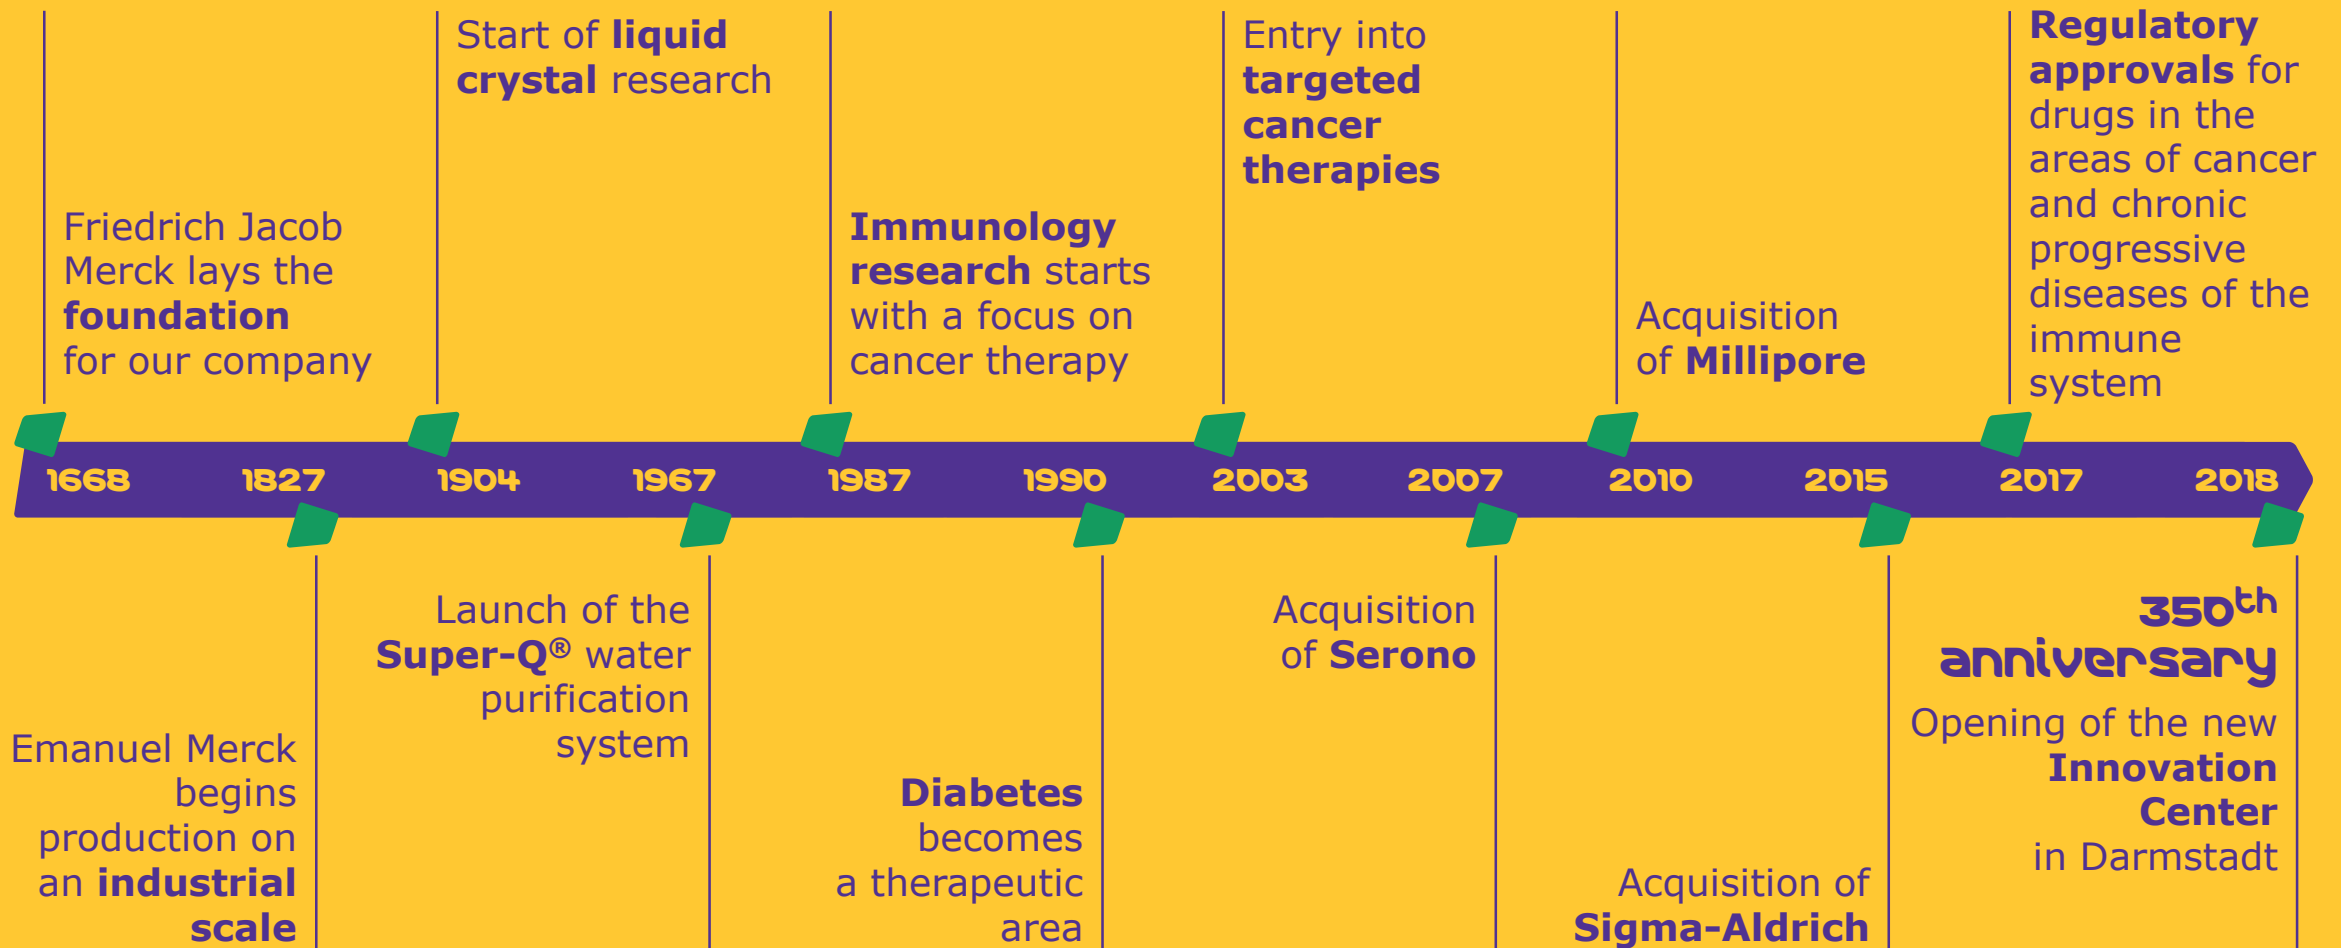 Friedrich Jacob
Merck lays the
foundation
for our company
Start of liquid
crystal research
Immunology
research starts
with a focus on
cancer therapy
Entry into
targeted
cancer
therapies
Acquisition
of Millipore
Regulatory
approvals for
drugs in the
areas of cancer
and chronic
progressive
diseases of the
immune
system
1668 1827 1904 1967 1987 1990 2003 2007 2010 2015 2017 2018
Emanuel Merck
begins
production on
an industrial
scale
Launch of the
Super-Q® water
purification
system
Diabetes
becomes
a therapeutic
area
Acquisition
of Serono
Acquisition of
Sigma-Aldrich
350th
anniversary
Opening of the new
Innovation
Center
in Darmstadt